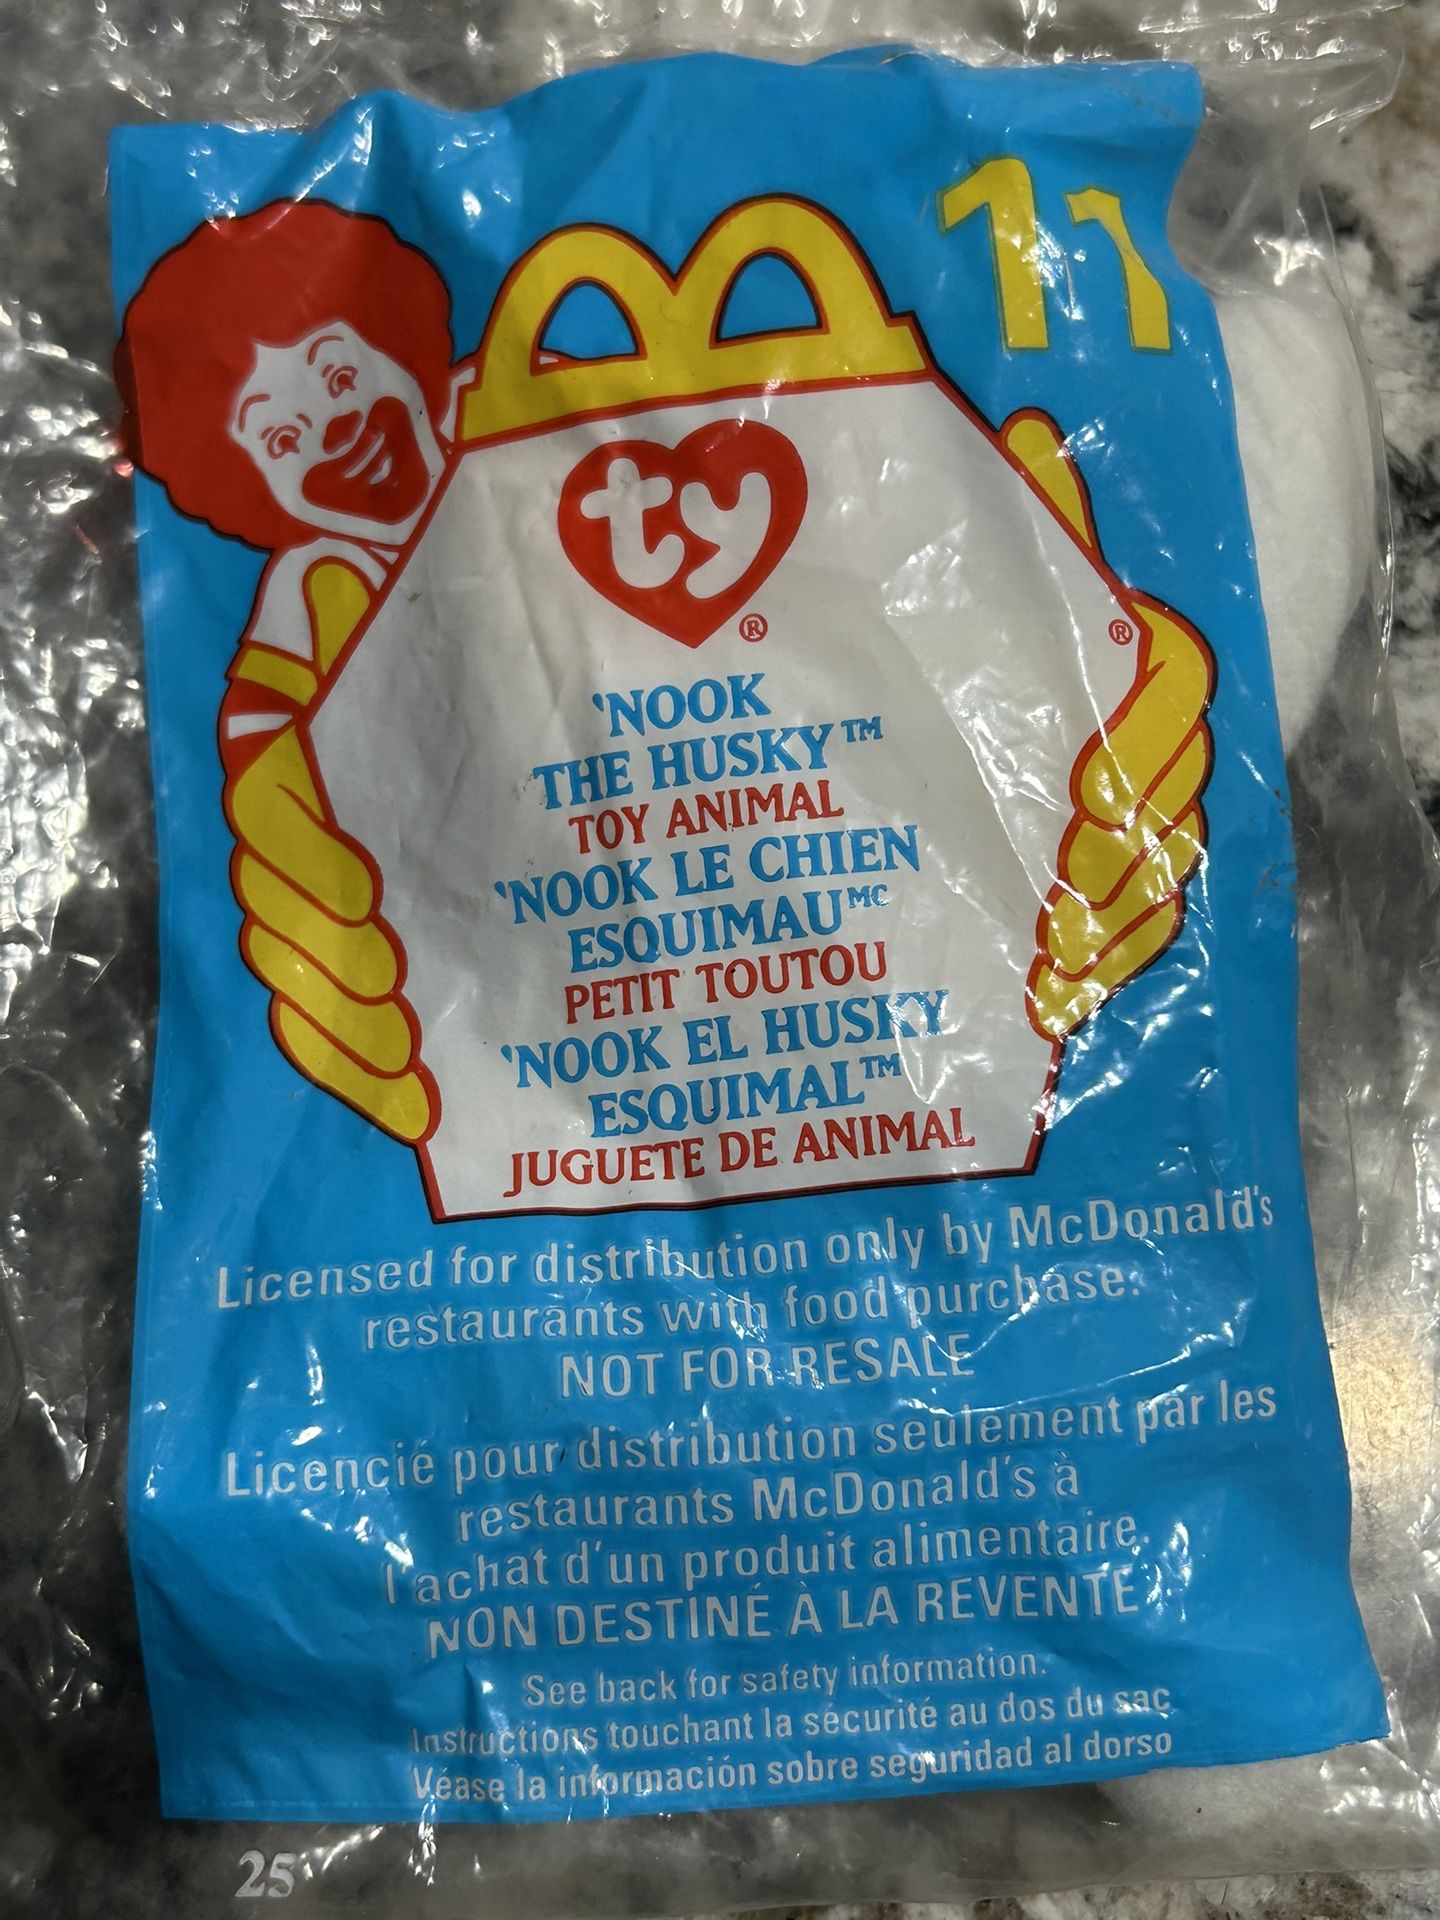 11
ty®
®
'NOOK
THE HUSKY™
TOY ANIMAL
'NOOK LE CHIEN
ESQUIMAU MC
PETIT TOUTOU
'NOOK EL HUSKY
ESQUIMAL™
JUGUETE DE ANIMAL
Licensed for distribution only by McDonald's
restaurants with food purchase.
NOT FOR RESALE
Licencié pour distribution seulement par les
restaurants McDonald's à
l'achat d'un produit alimentaire.
NON DESTINÉ À LA REVENTE
See back for safety information.
Instructions touchant la sécurité au dos du sac
Véase la información sobre seguridad al dorso
25